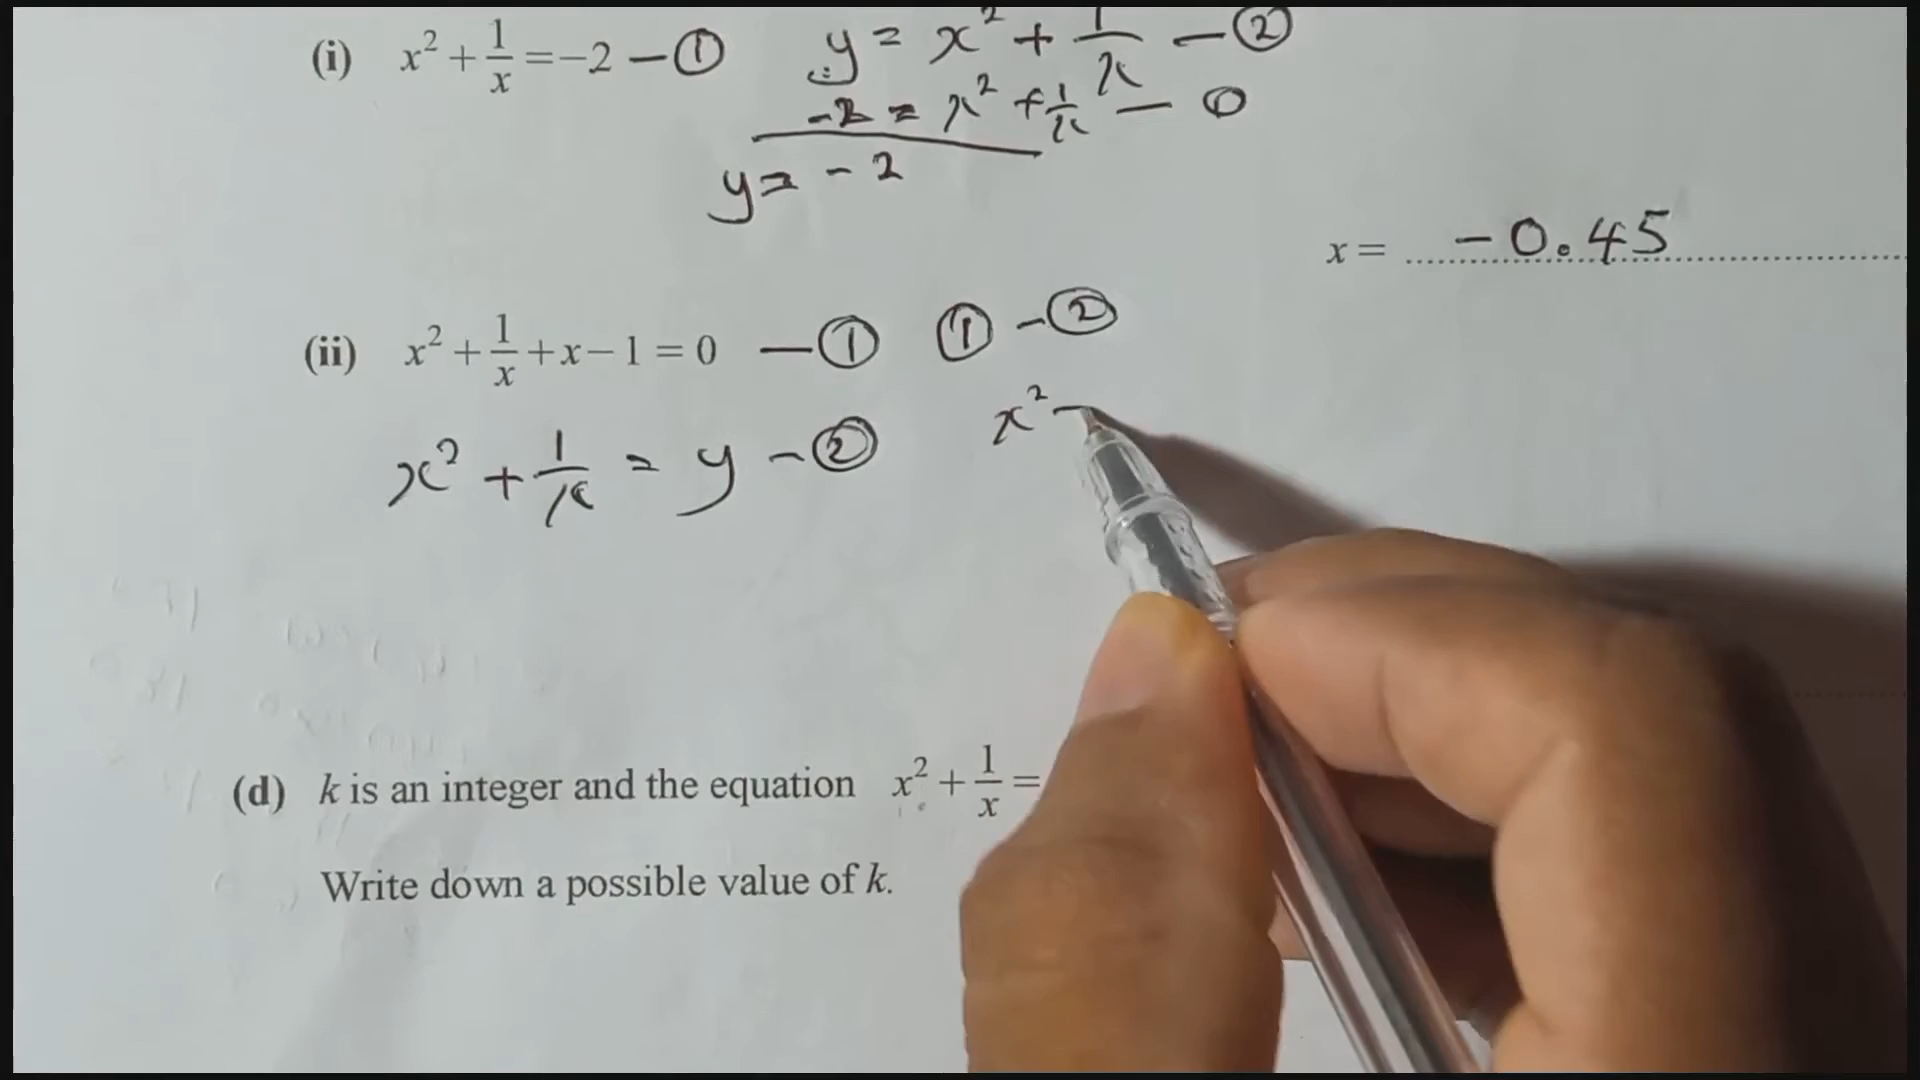 (i) x² + 1/x = -2 - ①
y = x² + 1/x - ②
-2 = x² + 1/x - ①
y = -2
x = -0.45
(ii) x² + 1/x + x - 1 = 0 - ① ① - ②
x² + 1/x = y - ② x² -
(d) k is an integer and the equation x² + 1/x =
Write down a possible value of k.